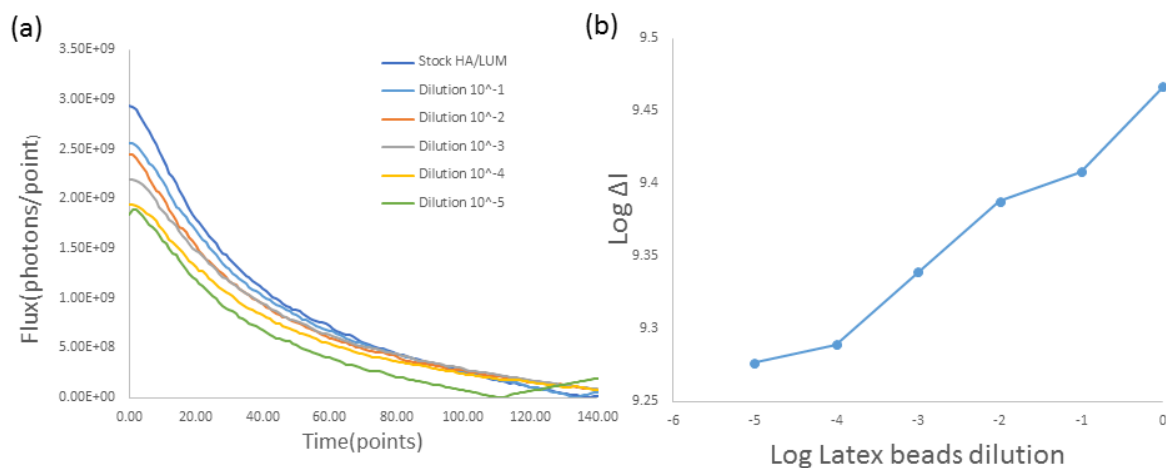 (a)
3.50E+09
3.00E+09
2.50E+09
2.00E+09
1.50E+09
1.00E+09
5.00E+08
0.00E+00
Flux(photons/point)
0.00 20.00 40.00 60.00 80.00 100.00 120.00 140.00
Time(points)
Stock HA/LUM
Dilution 10^-1
Dilution 10^-2
Dilution 10^-3
Dilution 10^-4
Dilution 10^-5
(b)
9.5
9.45
9.4
9.35
9.3
9.25
Log ΔI
-6 -5 -4 -3 -2 -1 0
Log Latex beads dilution